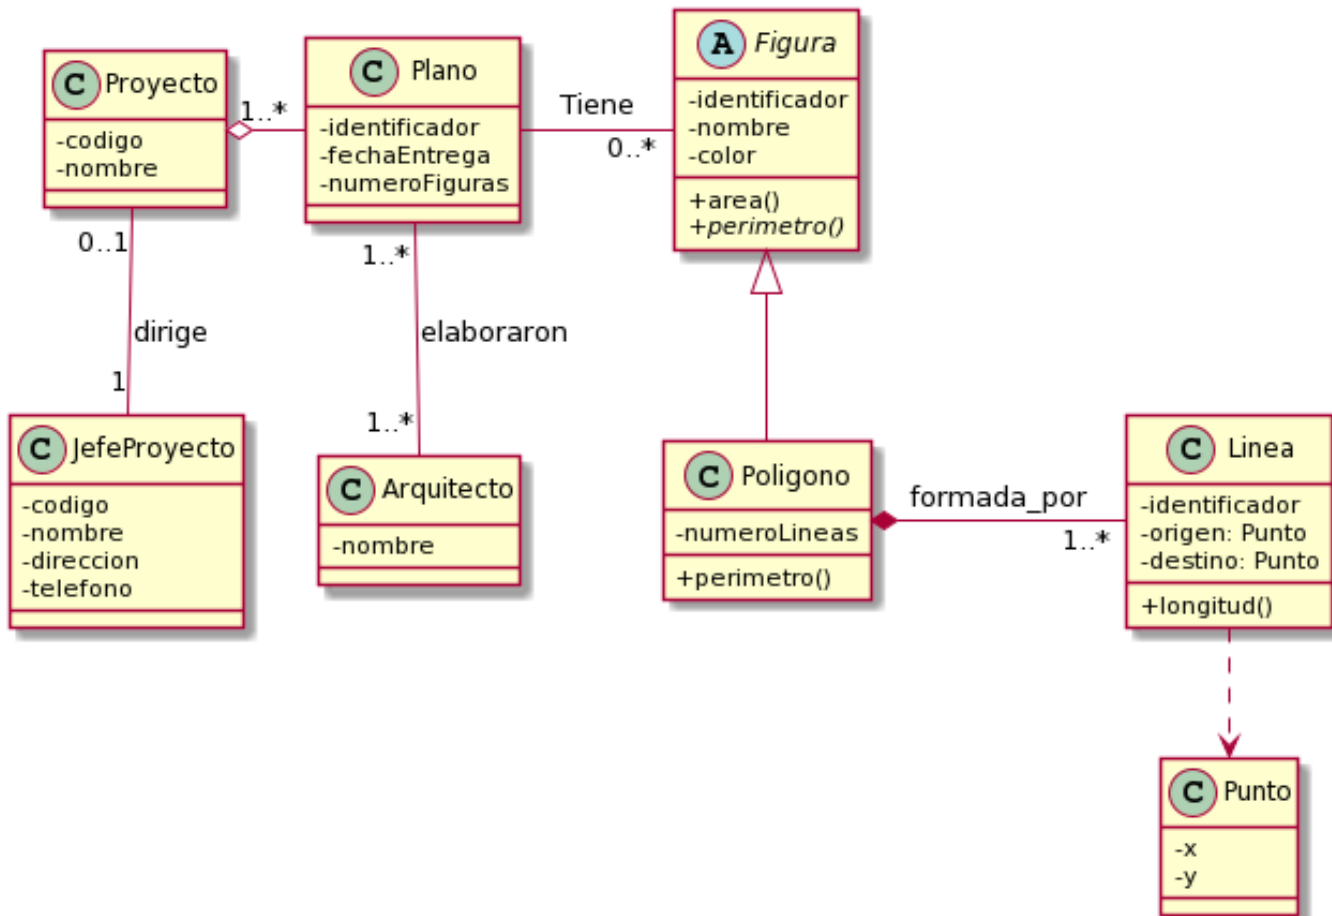 C Proyecto
-codigo
-nombre
1..*
C Plano
-identificador
-fechaEntrega
-numeroFiguras
Tiene
0..*
A Figura
-identificador
-nombre
-color
+area()
+perimetro()
0..1
dirige
1
1..*
elaboraron
1..*
C JefeProyecto
-codigo
-nombre
-direccion
-telefono
C Arquitecto
-nombre
C Poligono
-numeroLineas
+perimetro()
formada_por
1..*
C Linea
-identificador
-origen: Punto
-destino: Punto
+longitud()
C Punto
-x
-y